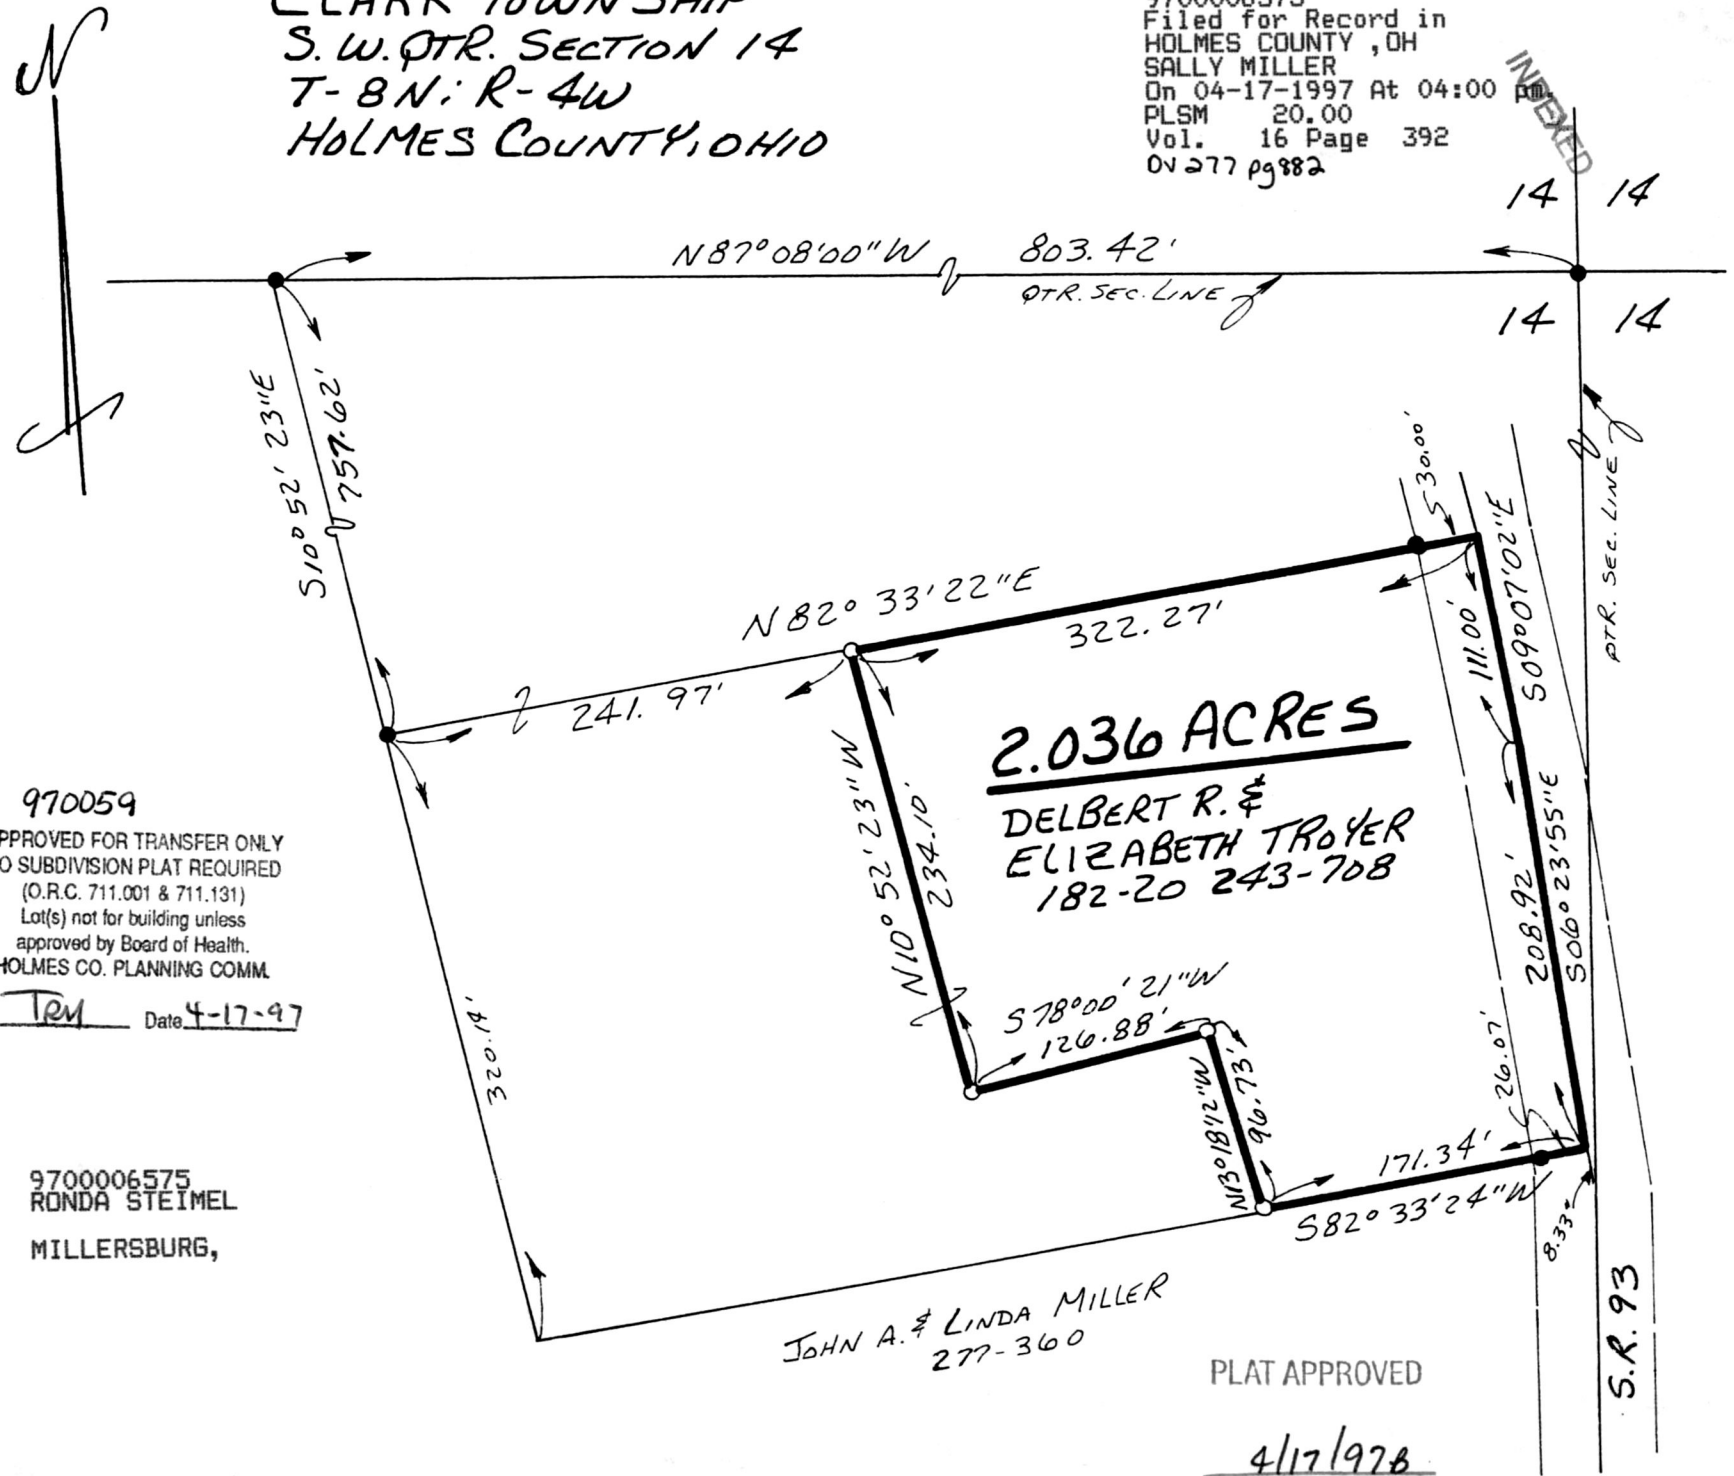 N
CLARK TOWNSHIP
S. W. QTR. SECTION 14
T-8N; R-4W
HOLMES COUNTY, OHIO
9700006575
Filed for Record in
HOLMES COUNTY ,OH
SALLY MILLER
On 04-17-1997 At 04:00 pm.
PLSM 20.00
Vol. 16 Page 392
OV 277 pg 882
INDEXED
14 14
N87°08'00"W 803.42'
QTR. SEC. LINE
14 14
QTR. SEC. LINE
S10°52'23"E
757.62'
30.00'
N82°33'22"E
322.27'
241.97'
111.00'
S09°07'02"E
2.036 ACRES
DELBERT R. &
ELIZABETH TROYER
182-20 243-708
N10°52'23"W
234.10'
208.92'
S06°23'55"E
S78°00'21"W
126.88'
N13°18'12"W
96.73'
26.07'
171.34'
S82°33'24"W
8.33'
320.14'
970059
PPROVED FOR TRANSFER ONLY
O SUBDIVISION PLAT REQUIRED
(O.R.C. 711.001 & 711.131)
Lot(s) not for building unless
approved by Board of Health.
HOLMES CO. PLANNING COMM.
Date 4-17-97
9700006575
RONDA STEIMEL
MILLERSBURG,
JOHN A. & LINDA MILLER
277-360
S.R. 93
PLAT APPROVED
4/17/97